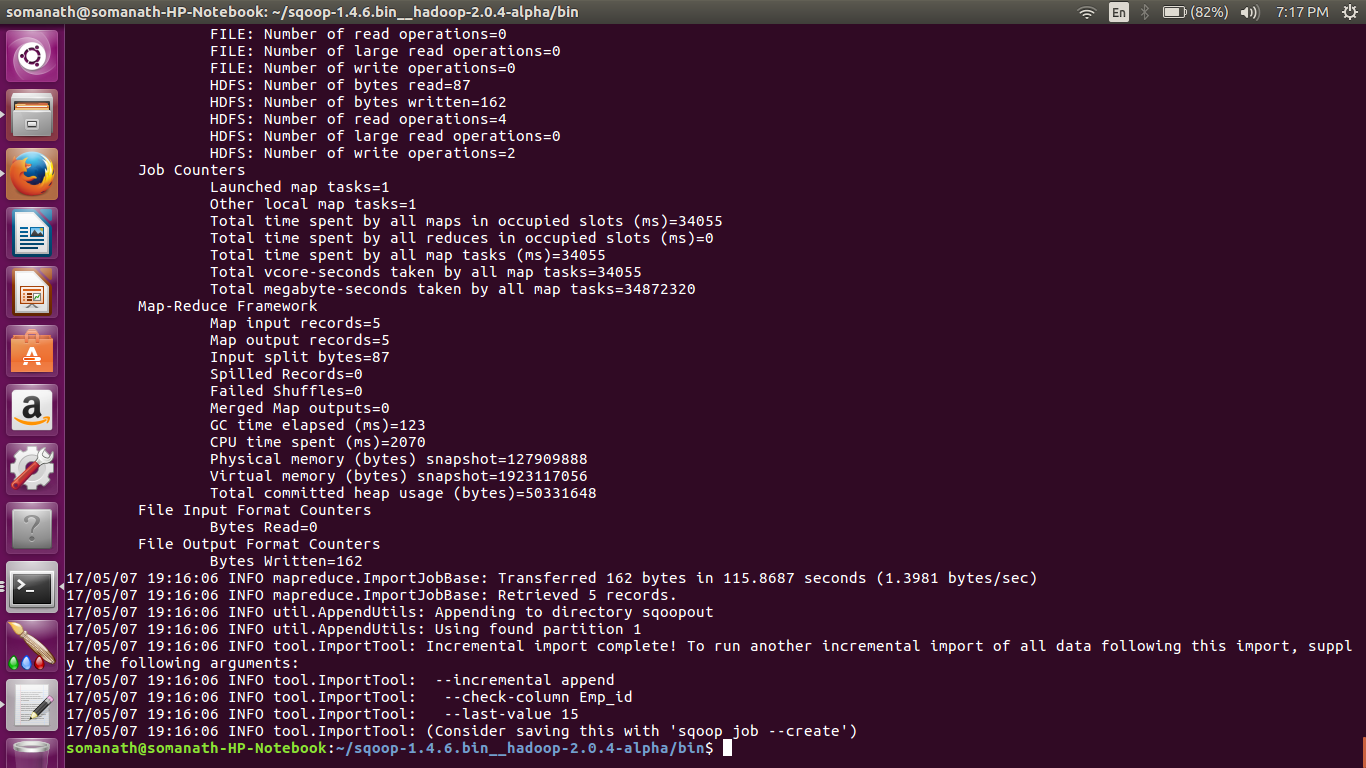 somanath@somanath-HP-Notebook: ~/sqoop-1.4.6.bin__hadoop-2.0.4-alpha/bin
En
(82%)
7:17 PM
FILE: Number of read operations=0
FILE: Number of large read operations=0
FILE: Number of write operations=0
HDFS: Number of bytes read=87
HDFS: Number of bytes written=162
HDFS: Number of read operations=4
HDFS: Number of large read operations=0
HDFS: Number of write operations=2
Job Counters
Launched map tasks=1
Other local map tasks=1
Total time spent by all maps in occupied slots (ms)=34055
Total time spent by all reduces in occupied slots (ms)=0
Total time spent by all map tasks (ms)=34055
Total vcore-seconds taken by all map tasks=34055
Total megabyte-seconds taken by all map tasks=34872320
Map-Reduce Framework
Map input records=5
Map output records=5
Input split bytes=87
Spilled Records=0
Failed Shuffles=0
Merged Map outputs=0
GC time elapsed (ms)=123
CPU time spent (ms)=2070
Physical memory (bytes) snapshot=127909888
Virtual memory (bytes) snapshot=1923117056
Total committed heap usage (bytes)=50331648
File Input Format Counters
Bytes Read=0
File Output Format Counters
Bytes Written=162
17/05/07 19:16:06 INFO mapreduce.ImportJobBase: Transferred 162 bytes in 115.8687 seconds (1.3981 bytes/sec)
17/05/07 19:16:06 INFO mapreduce.ImportJobBase: Retrieved 5 records.
17/05/07 19:16:06 INFO util.AppendUtils: Appending to directory sqoopout
17/05/07 19:16:06 INFO util.AppendUtils: Using found partition 1
17/05/07 19:16:06 INFO tool.ImportTool: Incremental import complete! To run another incremental import of all data following this import, suppl
y the following arguments:
17/05/07 19:16:06 INFO tool.ImportTool:  --incremental append
17/05/07 19:16:06 INFO tool.ImportTool:   --check-column Emp_id
17/05/07 19:16:06 INFO tool.ImportTool:   --last-value 15
17/05/07 19:16:06 INFO tool.ImportTool: (Consider saving this with 'sqoop job --create')
somanath@somanath-HP-Notebook:~/sqoop-1.4.6.bin__hadoop-2.0.4-alpha/bin$